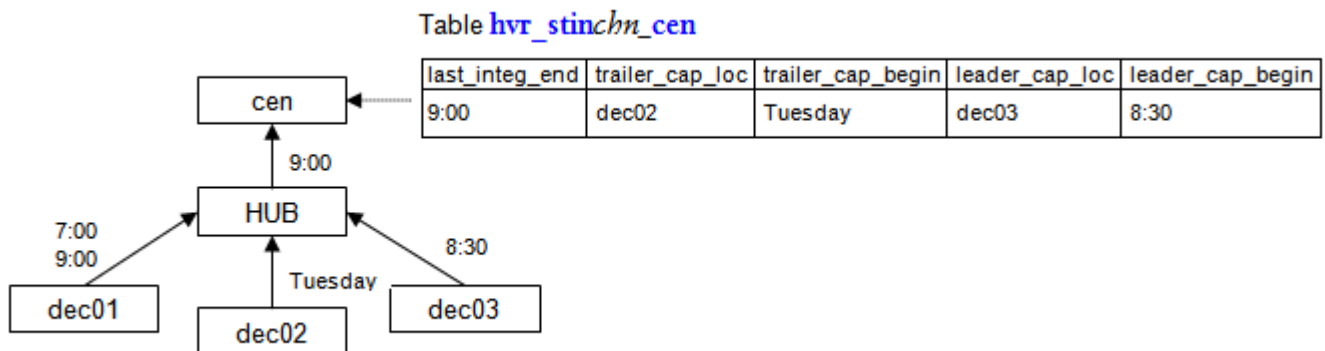 Table hvr_stinchn_cen
last_integ_end trailer_cap_loc trailer_cap_begin leader_cap_loc leader_cap_begin
9:00 dec02 Tuesday dec03 8:30
cen
9:00
HUB
7:00
9:00
8:30
Tuesday
dec01
dec02
dec03